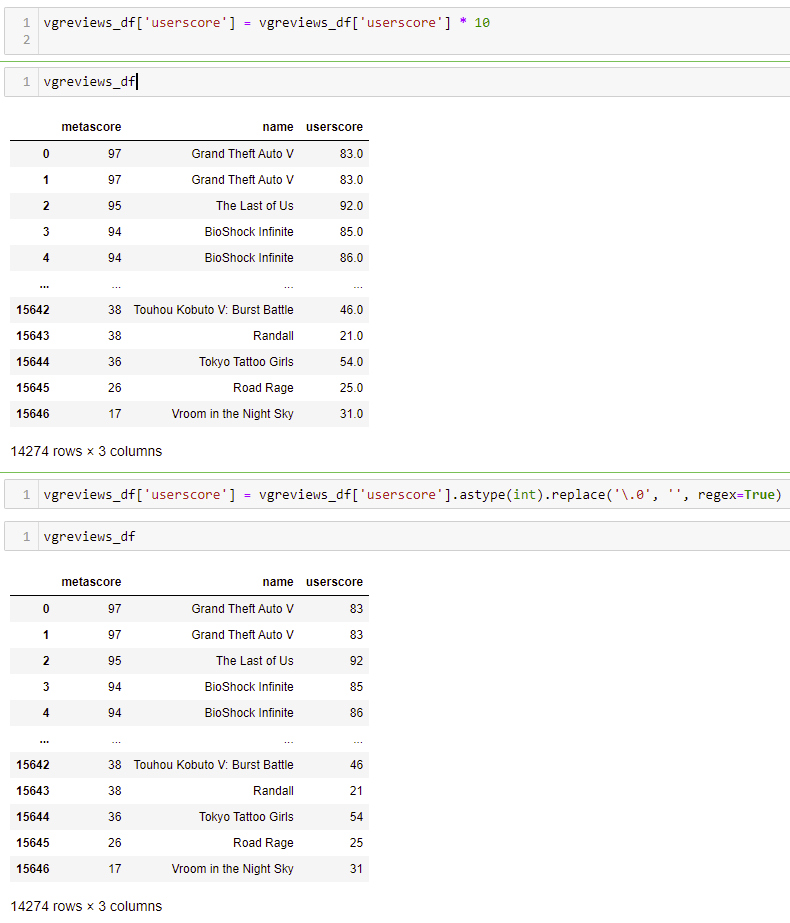 1 vgreviews_df['userscore'] = vgreviews_df['userscore'] * 10
2
1 vgreviews_df
metascore name userscore
0 97 Grand Theft Auto V 83.0
1 97 Grand Theft Auto V 83.0
2 95 The Last of Us 92.0
3 94 BioShock Infinite 85.0
4 94 BioShock Infinite 86.0
... ... ... ...
15642 38 Touhou Kobuto V: Burst Battle 46.0
15643 38 Randall 21.0
15644 36 Tokyo Tattoo Girls 54.0
15645 26 Road Rage 25.0
15646 17 Vroom in the Night Sky 31.0
14274 rows × 3 columns
1 vgreviews_df['userscore'] = vgreviews_df['userscore'].astype(int).replace('\.0', '', regex=True)
1 vgreviews_df
metascore name userscore
0 97 Grand Theft Auto V 83
1 97 Grand Theft Auto V 83
2 95 The Last of Us 92
3 94 BioShock Infinite 85
4 94 BioShock Infinite 86
... ... ... ...
15642 38 Touhou Kobuto V: Burst Battle 46
15643 38 Randall 21
15644 36 Tokyo Tattoo Girls 54
15645 26 Road Rage 25
15646 17 Vroom in the Night Sky 31
14274 rows × 3 columns